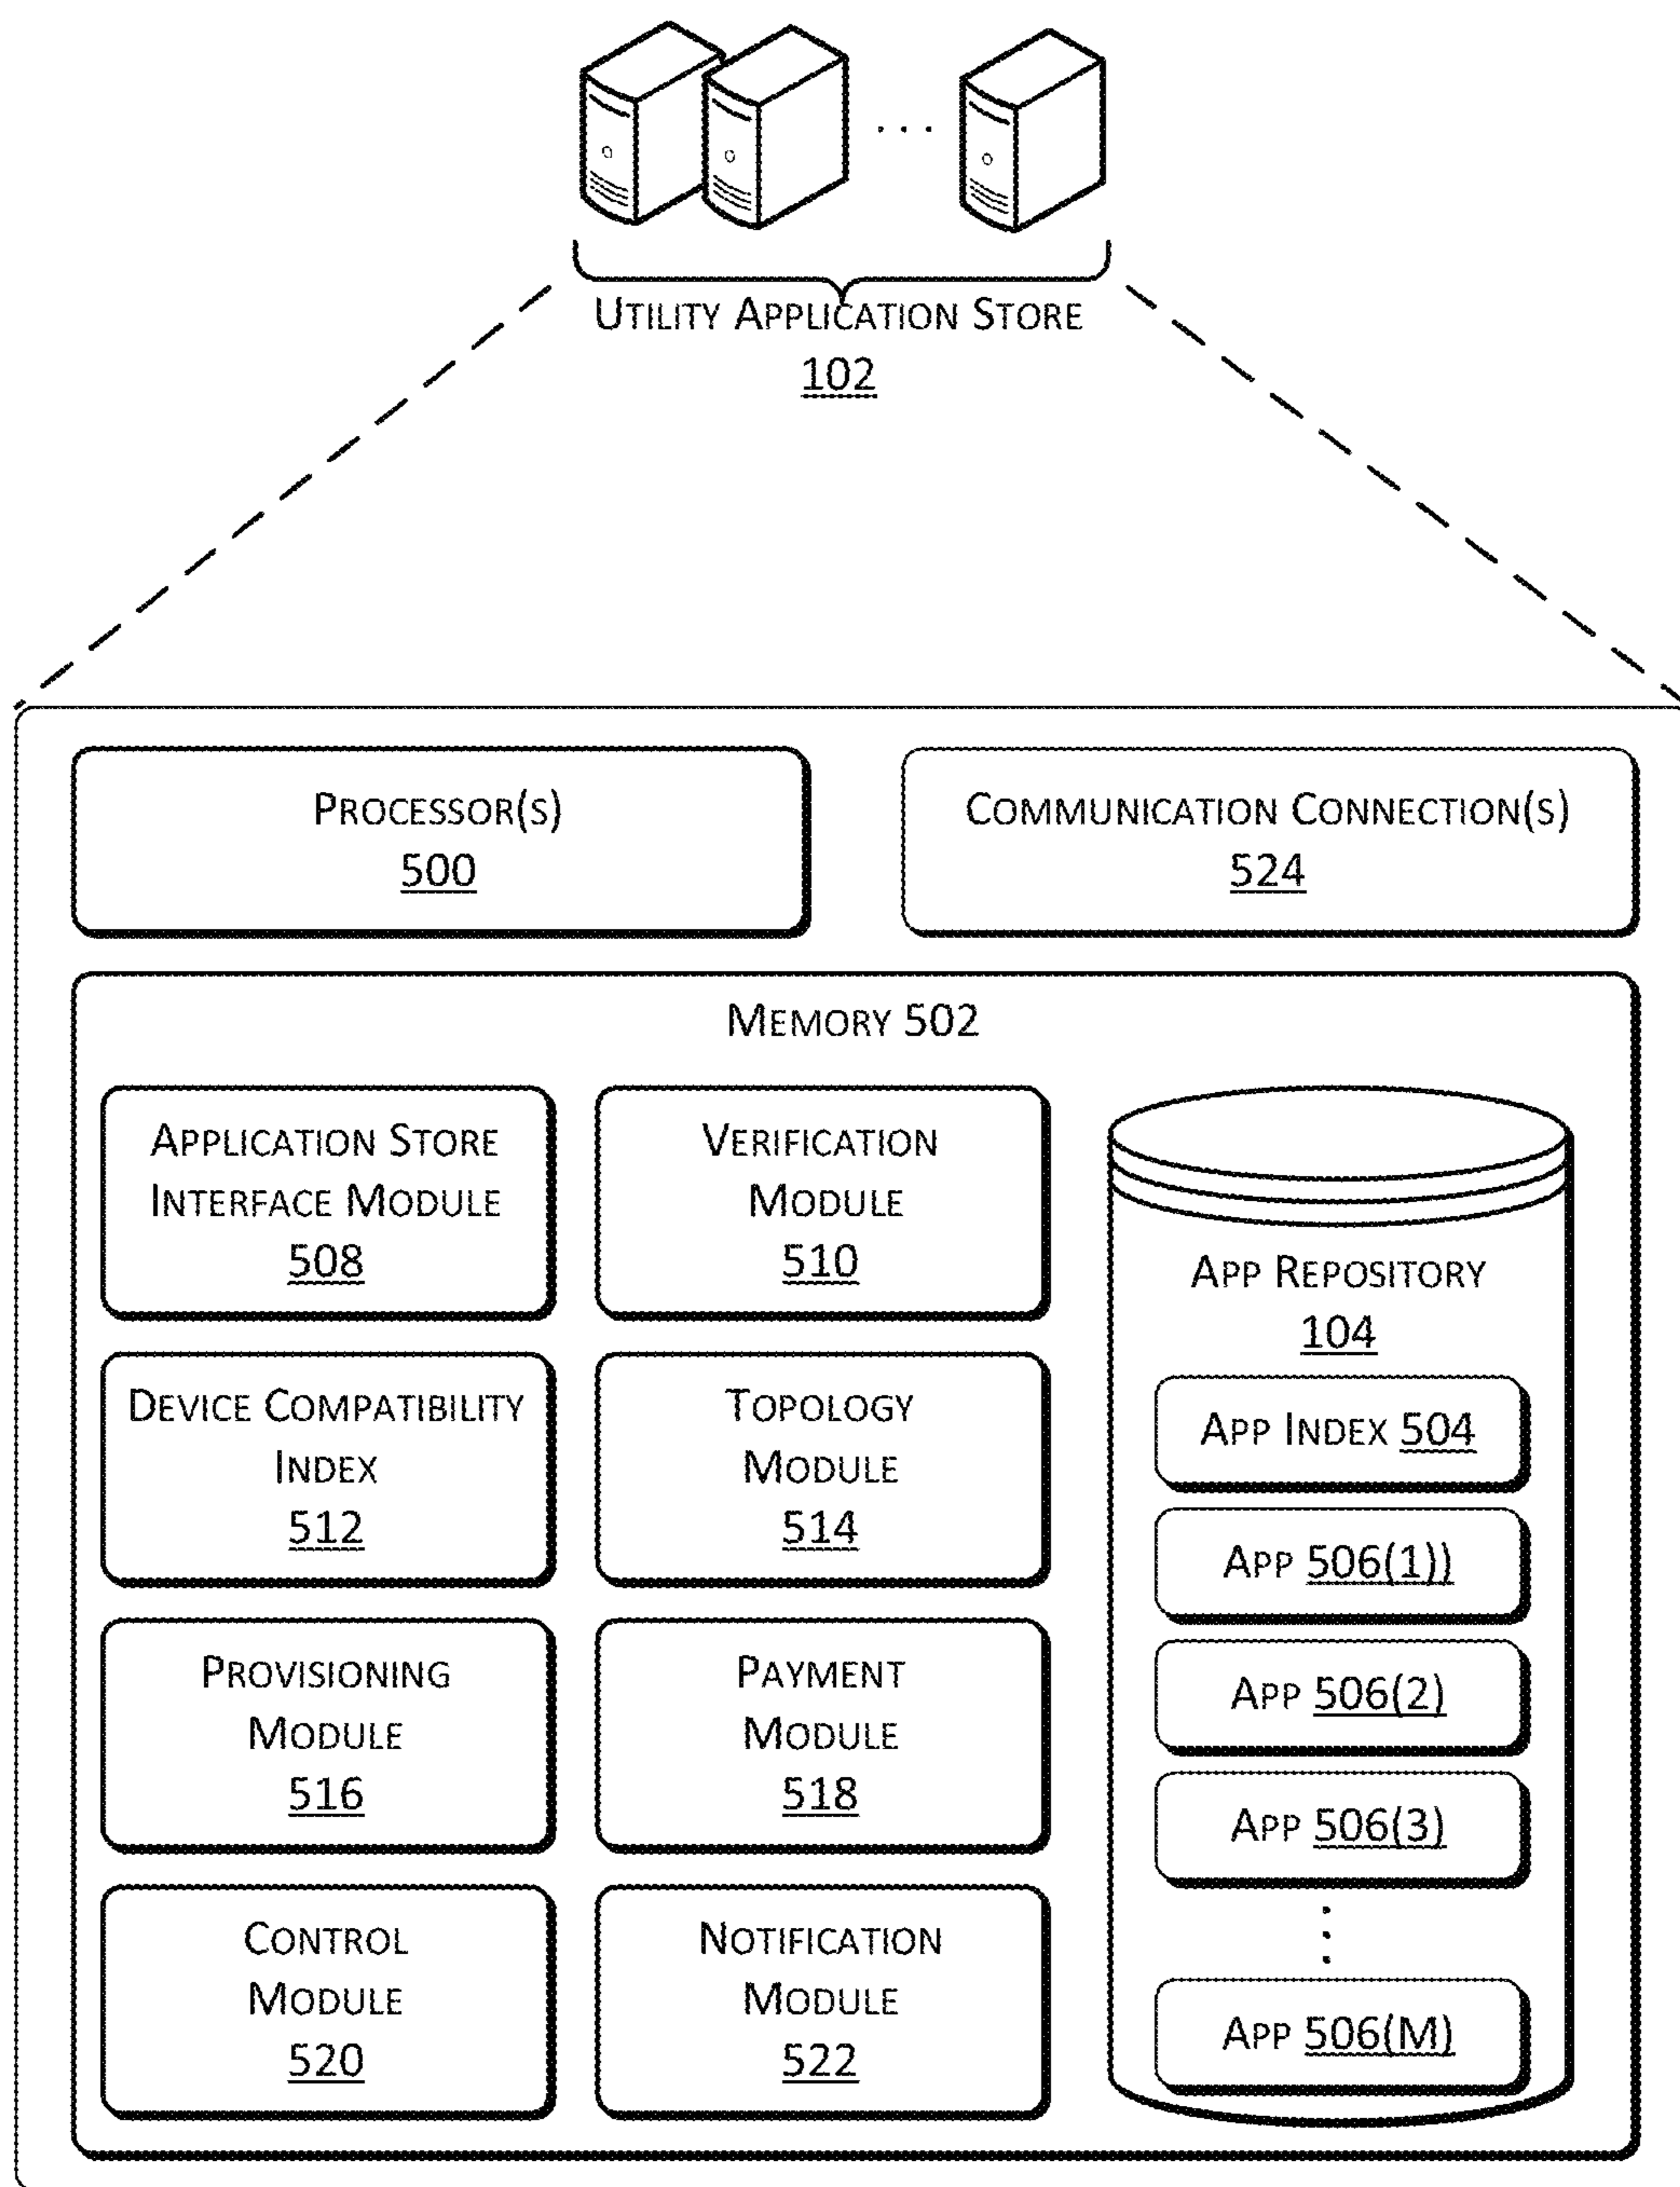 UTILITY APPLICATION STORE
102
PROCESSOR(S)
500
COMMUNICATION CONNECTION(S)
524
MEMORY 502
APPLICATION STORE
INTERFACE MODULE
508
VERIFICATION
MODULE
510
DEVICE COMPATIBILITY
INDEX
512
TOPOLOGY
MODULE
514
PROVISIONING
MODULE
516
PAYMENT
MODULE
518
CONTROL
MODULE
520
NOTIFICATION
MODULE
522
APP REPOSITORY
104
APP INDEX 504
APP 506(1))
APP 506(2)
APP 506(3)
APP 506(M)